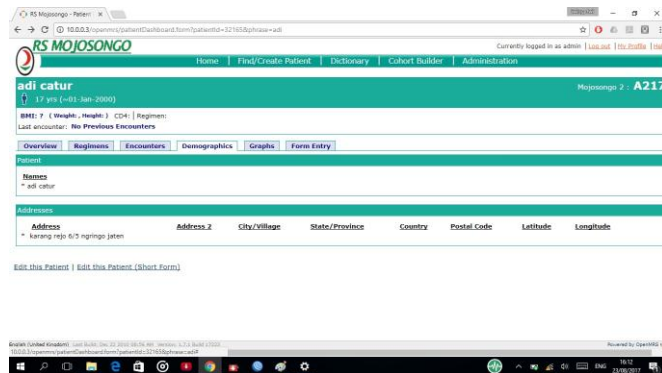 RS Mojosongo - Patient
10.0.0.3/openmrs/patientDashboard.form?patientId=32165&phrase=adi
RS MOJOSONGO
Currently logged in as admin | Log out | My Profile |
Home | Find/Create Patient | Dictionary | Cohort Builder | Administration
adi catur
Mojosongo 2 : A217
17 yrs (~01-Jan-2000)
BMI: ? ( Weight: , Height: ) CD4: | Regimen:
Last encounter: No Previous Encounters
Overview Regimens Encounters Demographics Graphs Form Entry
Patient
Names
* adi catur
Addresses
Address Address 2 City/Village State/Province Country Postal Code Latitude Longitude
* karang rejo 6/5 ngringo jaten
Edit this Patient | Edit this Patient (Short Form)
English (United Kingdom)
Powered by OpenMRS
10.0.0.3/openmrs/patientDashboard.form?patientId=32165&phrase=adi#
ENG
16:12
23/08/2017